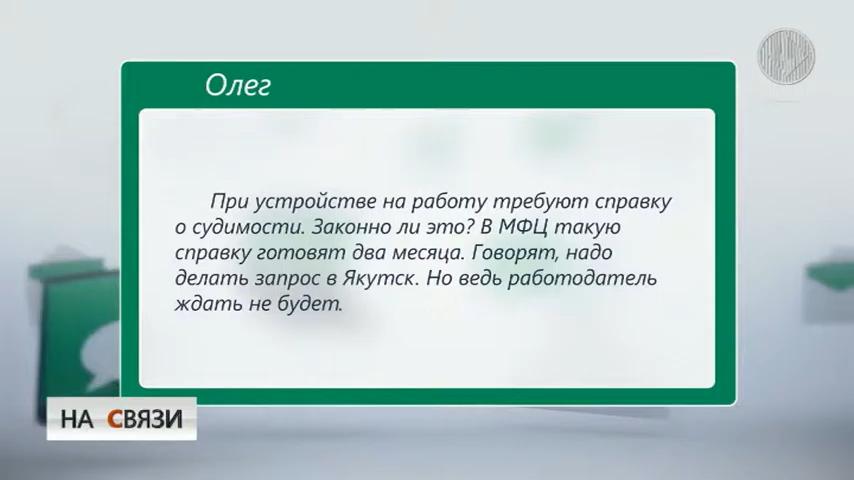 Олег
При устройстве на работу требуют справку
о судимости. Законно ли это? В МФЦ такую
справку готовят два месяца. Говорят, надо
делать запрос в Якутск. Но ведь работодатель
ждать не будет.
НА СВЯЗИ